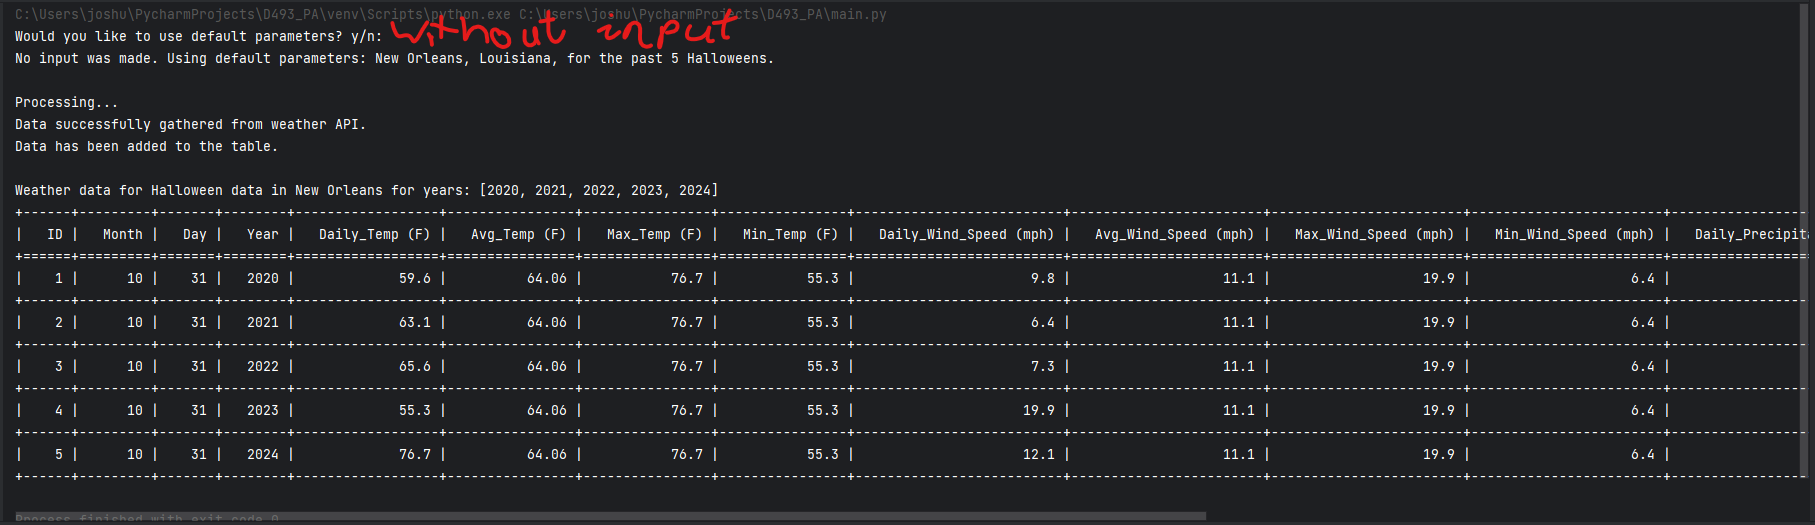 C:\Users\joshu\PycharmProjects\D493_PA\venv\Scripts\python.exe C:\Users\joshu\PycharmProjects\D493_PA\main.py
Would you like to use default parameters? y/n: without input
No input was made. Using default parameters: New Orleans, Louisiana, for the past 5 Halloweens.
Processing...
Data successfully gathered from weather API.
Data has been added to the table.
Weather data for Halloween data in New Orleans for years: [2020, 2021, 2022, 2023, 2024]
| ID | Month | Day | Year | Daily_Temp (F) | Avg_Temp (F) | Max_Temp (F) | Min_Temp (F) | Daily_Wind_Speed (mph) | Avg_Wind_Speed (mph) | Max_Wind_Speed (mph) | Min_Wind_Speed (mph) | Daily_Precipita
| 1 | 10 | 31 | 2020 | 59.6 | 64.06 | 76.7 | 55.3 | 9.8 | 11.1 | 19.9 | 6.4 |
| 2 | 10 | 31 | 2021 | 63.1 | 64.06 | 76.7 | 55.3 | 6.4 | 11.1 | 19.9 | 6.4 |
| 3 | 10 | 31 | 2022 | 65.6 | 64.06 | 76.7 | 55.3 | 7.3 | 11.1 | 19.9 | 6.4 |
| 4 | 10 | 31 | 2023 | 55.3 | 64.06 | 76.7 | 55.3 | 19.9 | 11.1 | 19.9 | 6.4 |
| 5 | 10 | 31 | 2024 | 76.7 | 64.06 | 76.7 | 55.3 | 12.1 | 11.1 | 19.9 | 6.4 |
Process finished with exit code 0